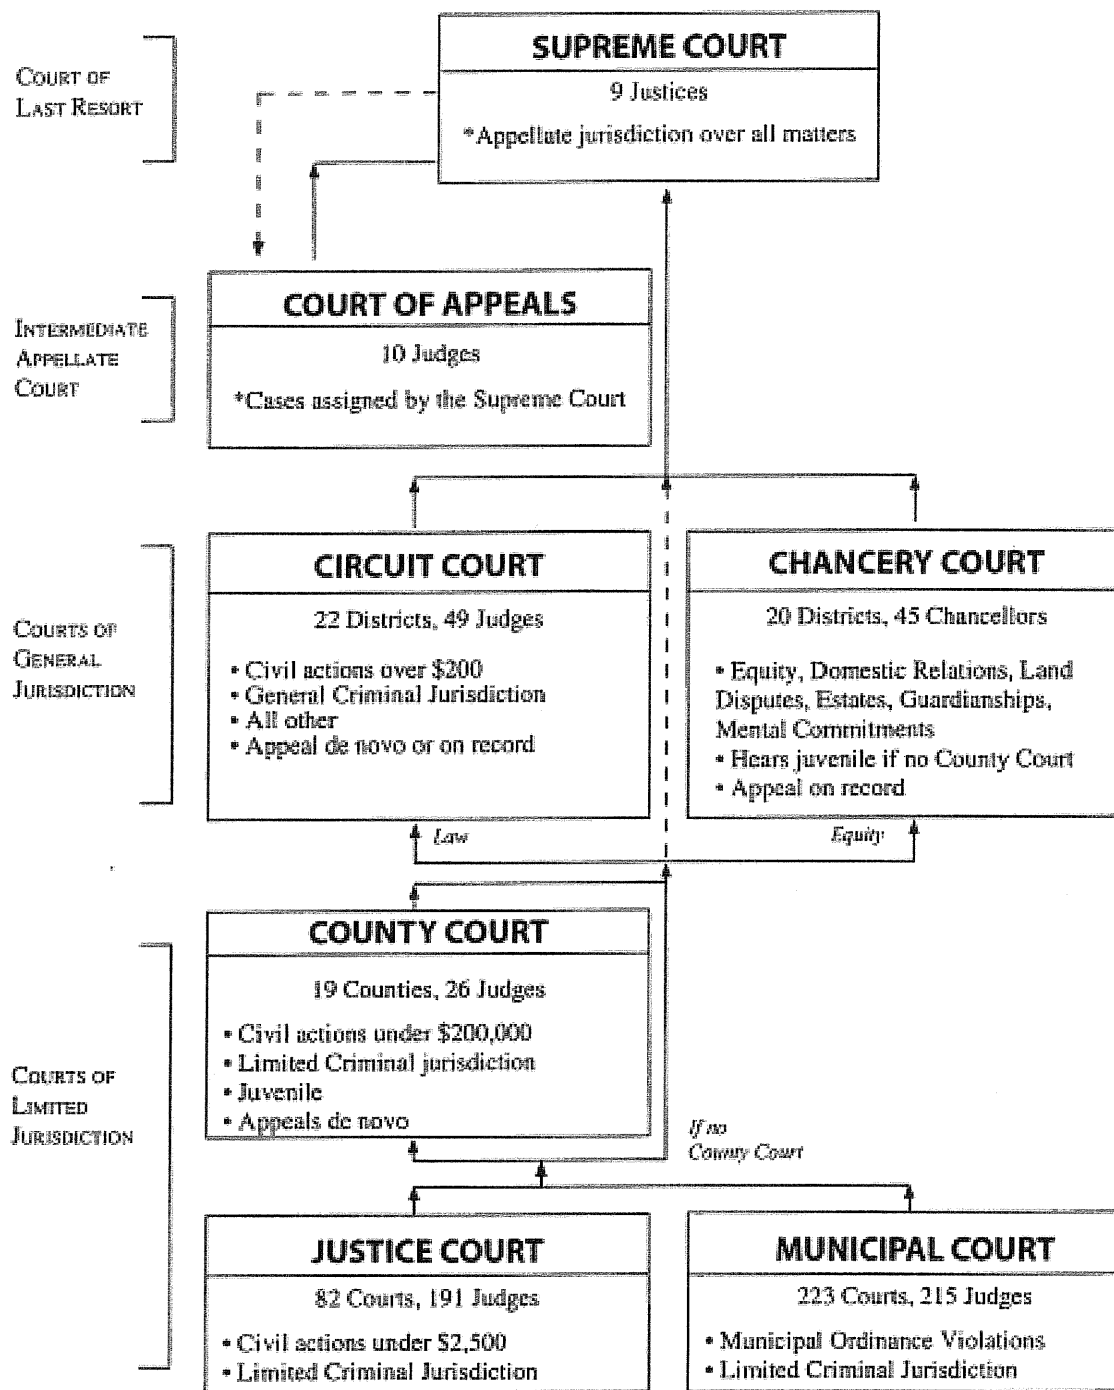 SUPREME COURT
COURT OF
LAST RESORT
9 Justices
*Appellate jurisdiction over all matters
COURT OF APPEALS
INTERMEDIATE
APPELLATE
COURT
10 Judges
*Cases assigned by the Supreme Court
CIRCUIT COURT
22 Districts, 49 Judges
• Civil actions over $200
• General Criminal Jurisdiction
• All other
• Appeal de novo or on record
CHANCERY COURT
20 Districts, 45 Chancellors
• Equity, Domestic Relations, Land
Disputes, Estates, Guardianships,
Mental Commitments
• Hears juvenile if no County Court
• Appeal on record
COURTS OF
GENERAL
JURISDICTION
Law
Equity
COUNTY COURT
19 Counties, 26 Judges
• Civil actions under $200,000
• Limited Criminal jurisdiction
• Juvenile
• Appeals de novo
COURTS OF
LIMITED
JURISDICTION
If no
County Court
JUSTICE COURT
82 Courts, 191 Judges
• Civil actions under $2,500
• Limited Criminal Jurisdiction
MUNICIPAL COURT
223 Courts, 215 Judges
• Municipal Ordinance Violations
• Limited Criminal Jurisdiction